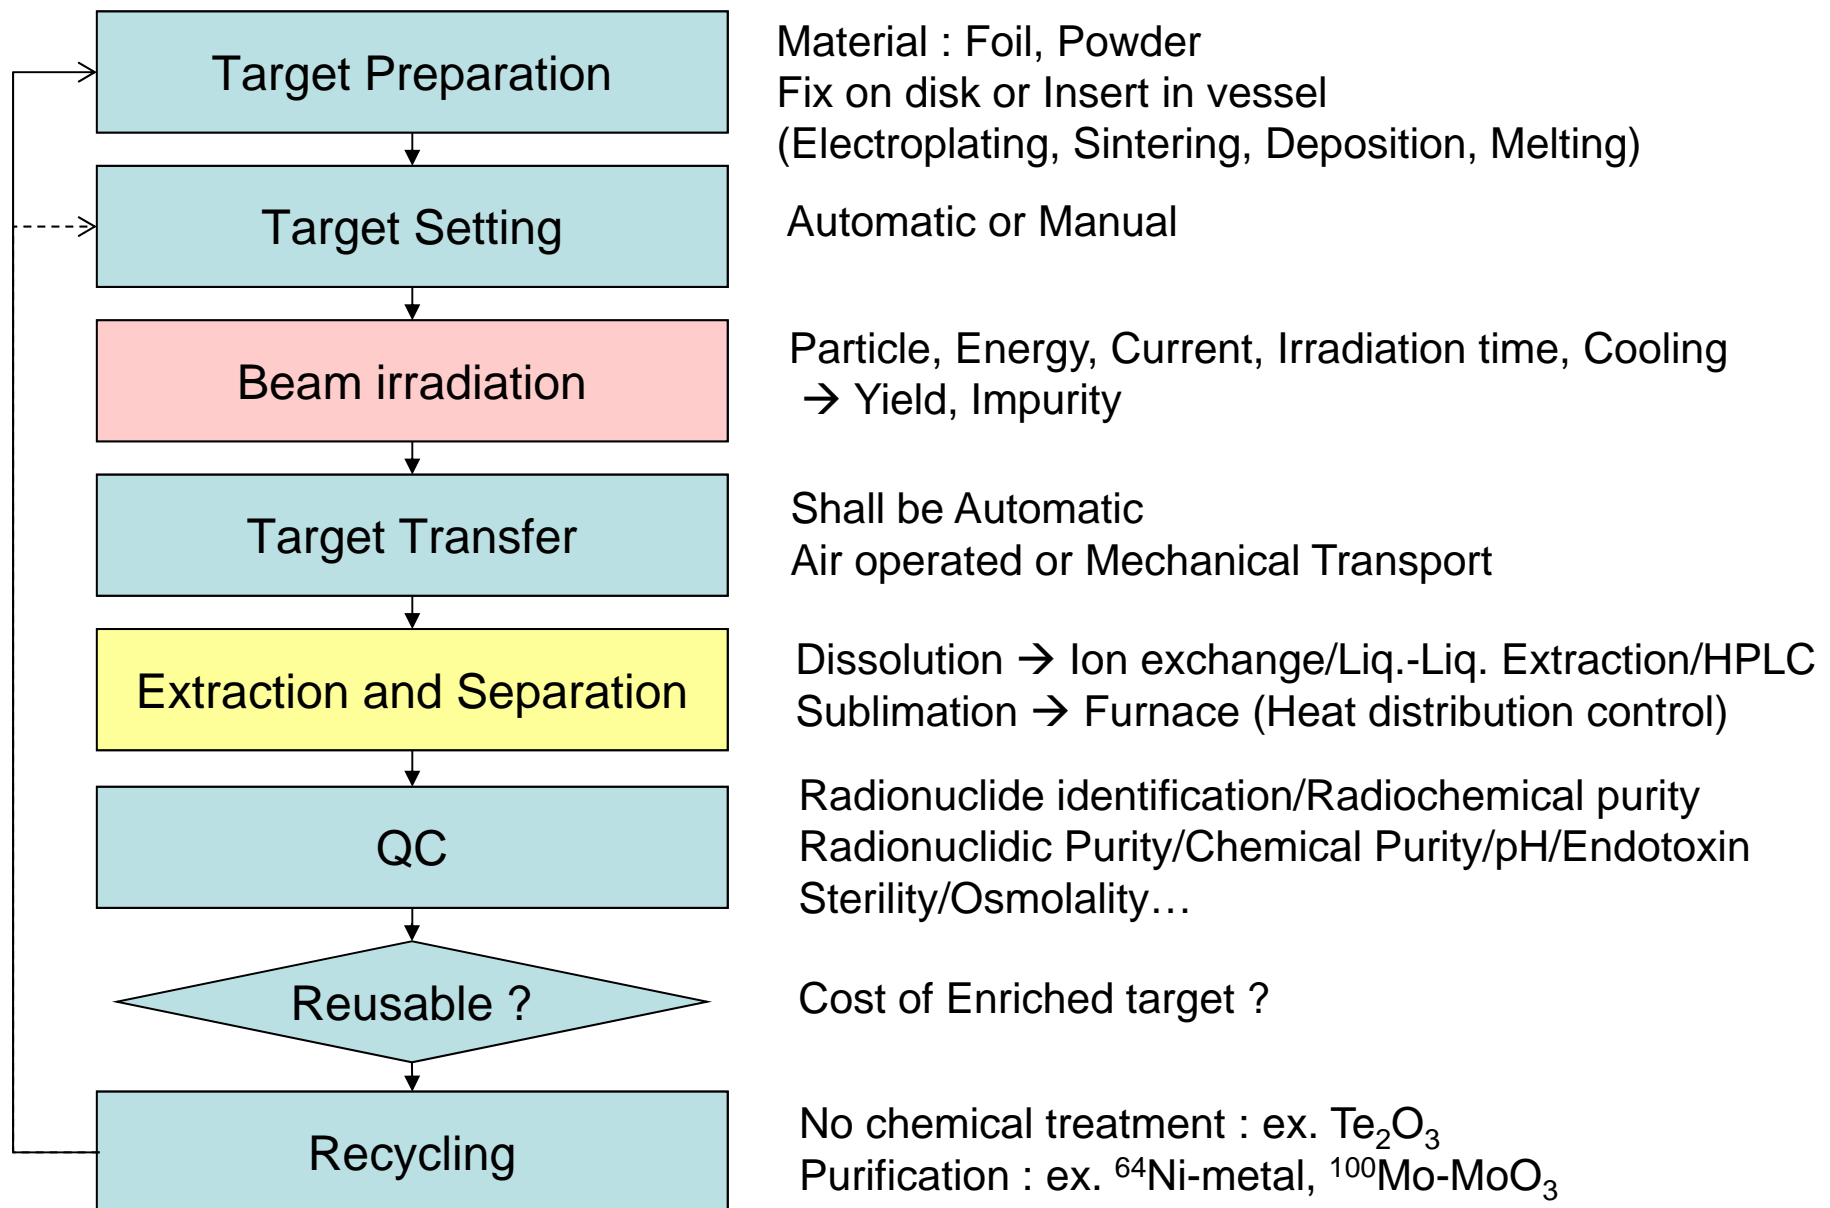 Target Preparation
Material : Foil, Powder
Fix on disk or Insert in vessel
(Electroplating, Sintering, Deposition, Melting)
Target Setting
Automatic or Manual
Beam irradiation
Particle, Energy, Current, Irradiation time, Cooling
→ Yield, Impurity
Target Transfer
Shall be Automatic
Air operated or Mechanical Transport
Extraction and Separation
Dissolution → Ion exchange/Liq.-Liq. Extraction/HPLC
Sublimation → Furnace (Heat distribution control)
QC
Radionuclide identification/Radiochemical purity
Radionuclidic Purity/Chemical Purity/pH/Endotoxin
Sterility/Osmolality…
Reusable ?
Cost of Enriched target ?
Recycling
No chemical treatment : ex. Te₂O₃
Purification : ex. ⁶⁴Ni-metal, ¹⁰⁰Mo-MoO₃